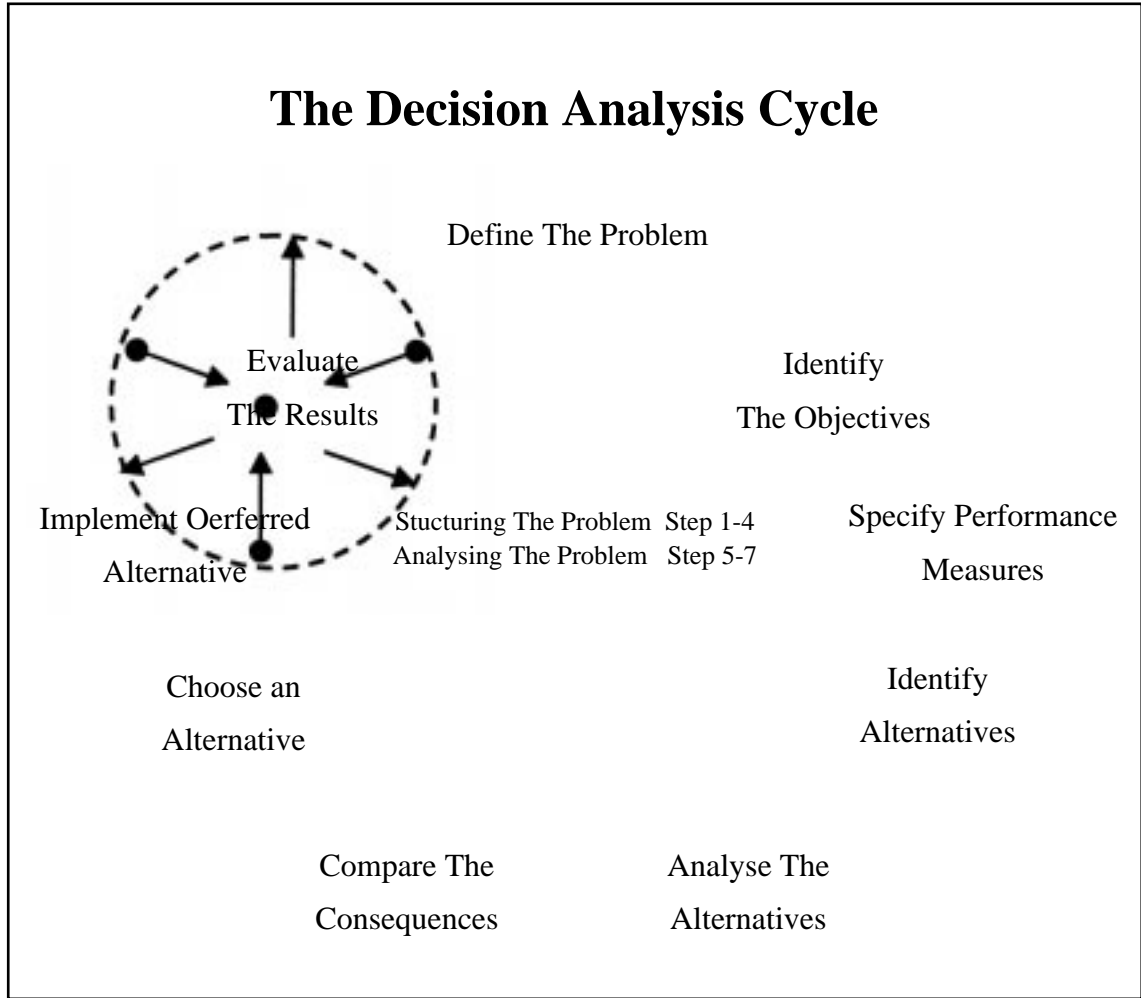 The Decision Analysis Cycle
Define The Problem
Identify
The Objectives
Specify Performance
Measures
Identify
Alternatives
Analyse The
Alternatives
Compare The
Consequences
Choose an
Alternative
Implement Oerferred
Alternative
Evaluate
The Results
Stucturing The Problem Step 1-4
Analysing The Problem Step 5-7